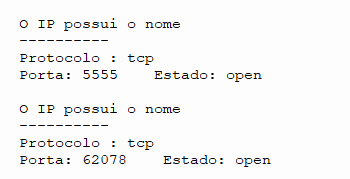 O IP possui o nome
----------
Protocolo : tcp
Porta: 5555    Estado: open

O IP possui o nome
----------
Protocolo : tcp
Porta: 62078    Estado: open